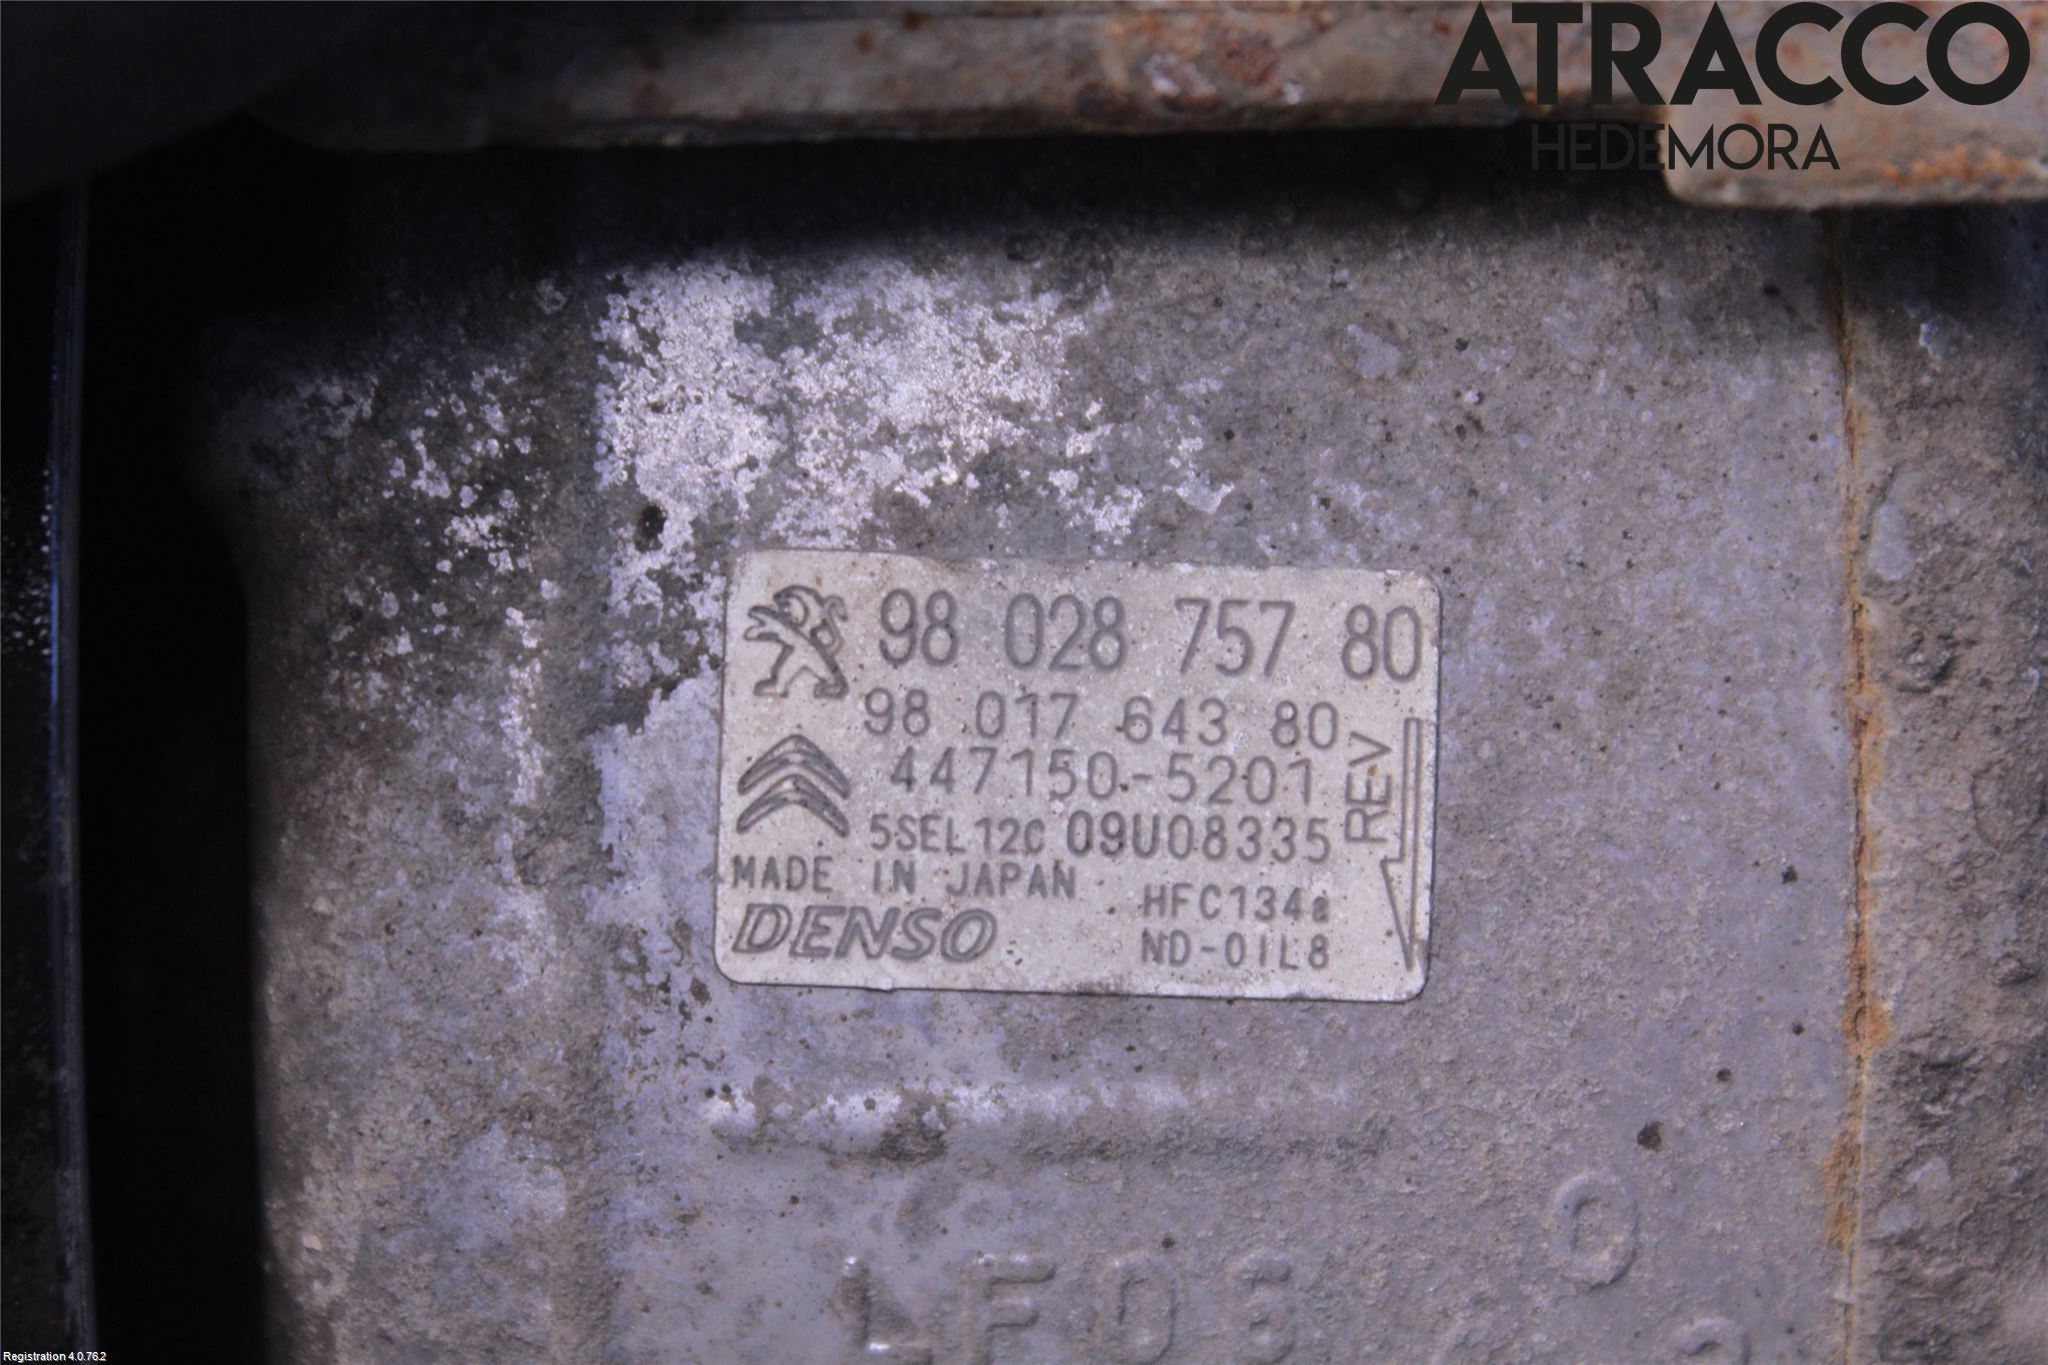 ATRACCO
HEDEMORA
98 028 757 80
98 017 643 80
447150-5201
5SEL12C 09U08335
REV
MADE IN JAPAN
HFC134a
DENSO
ND-OIL8
Registration 4.0.76.2